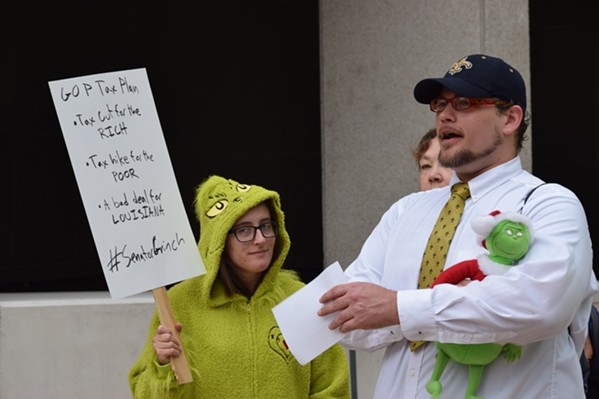 GOP Tax Plan
• Tax Cut for the
RICH
• Tax hike for the
POOR
• A bad deal for
LOUISIANA
#SenatorGrinch